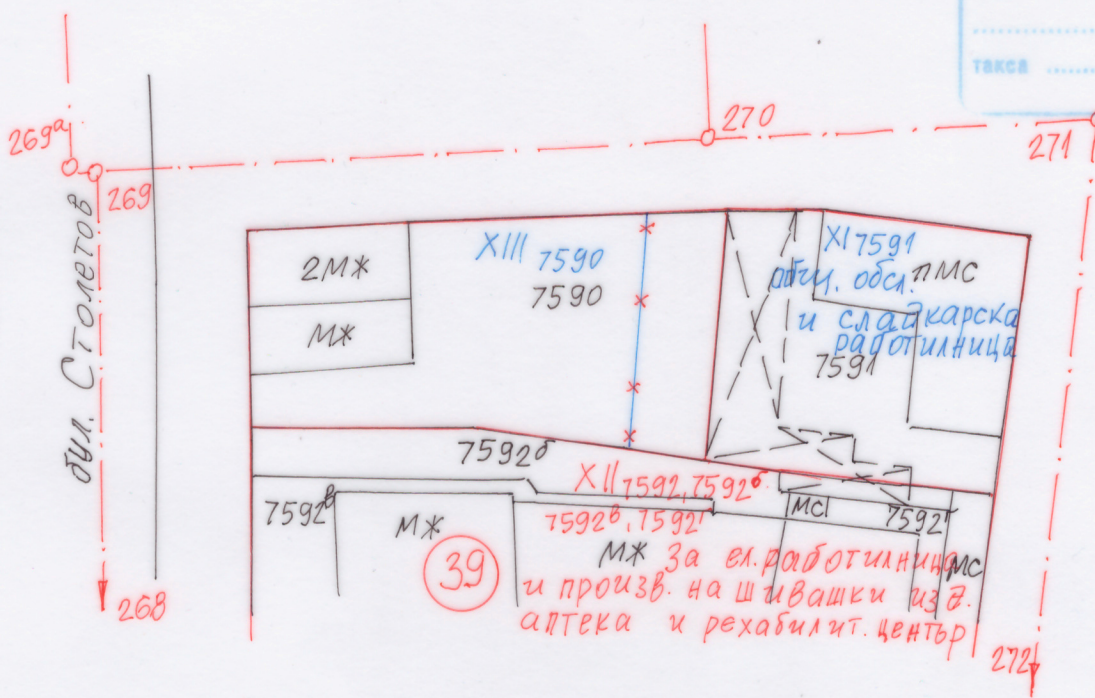 такса
270
269а
271
269
бул. Столетов
XIII 7590
7590
2МЖ
МЖ
XI 7591
общ. обсл.
пМС
и сладкарска
работилница
7591
7592б
XII 7592, 7592б
7592в, 7592г
7592в
МЖ
МС
7592г
МЖ
За ел. работилница
МС
и произв. на шивашки изд.
аптека и рехабилит. център
39
268
272